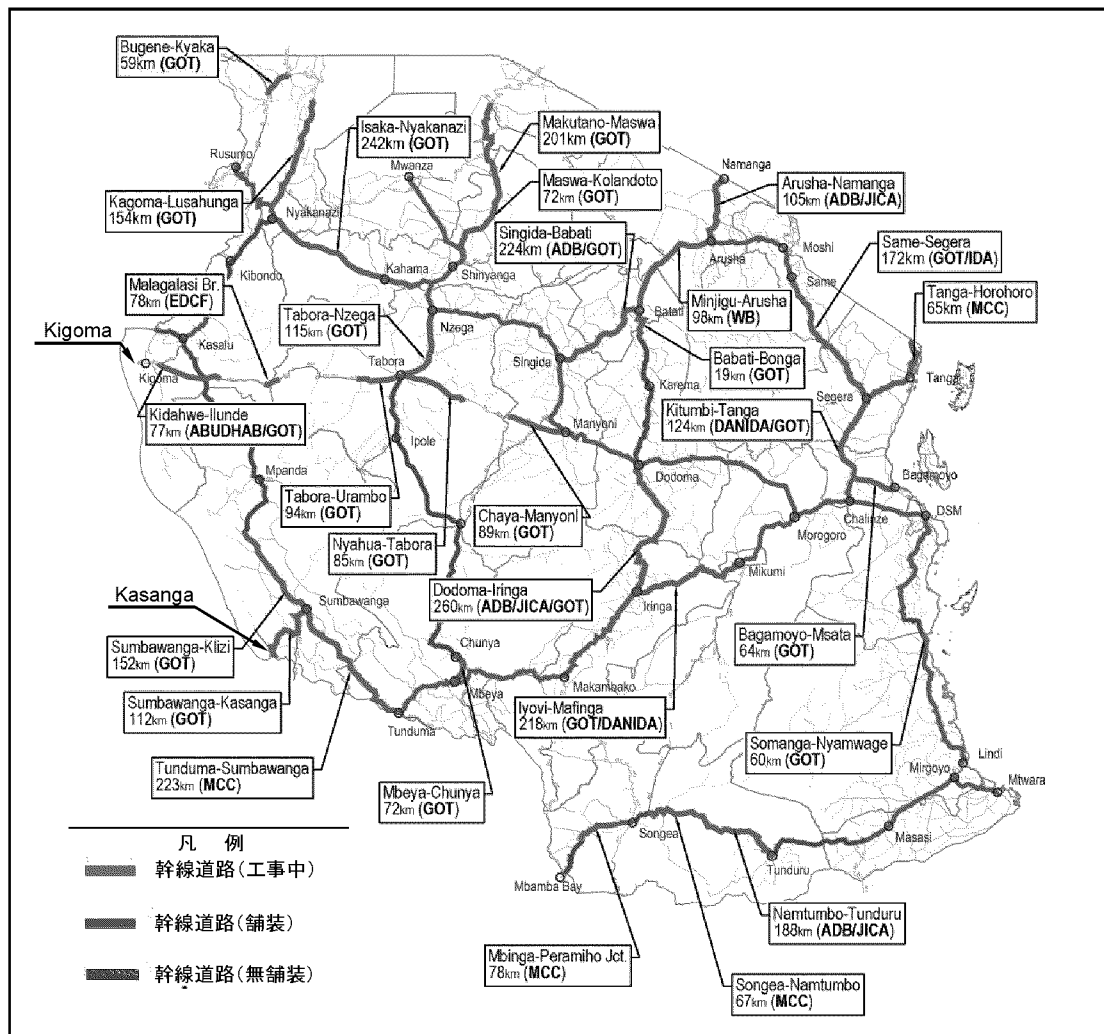 Bugene-Kyaka
59km (GOT)
Isaka-Nyakanazi
242km (GOT)
Makutano-Maswa
201km (GOT)
Rusumo
Mwanza
Namanga
Kagoma-Lusahunga
154km (GOT)
Maswa-Kolandoto
72km (GOT)
Arusha-Namanga
105km (ADB/JICA)
Nyakanazi
Singida-Babati
224km (ADB/GOT)
Arusha
Moshi
Same-Segera
172km (GOT/IDA)
Kibondo
Kahama
Shinyanga
Same
Malagalasi Br.
78km (EDCF)
Minjigu-Arusha
98km (WB)
Tanga-Horohoro
65km (MCC)
Tabora-Nzega
115km (GOT)
Nzega
Batati
Kigoma
Kasalu
Singida
Babati-Bonga
19km (GOT)
Kigoma
Tabora
Karema
Segera
Tanga
Kidahwe-Ilunde
77km (ABUDHAB/GOT)
Kitumbi-Tanga
124km (DANIDA/GOT)
Ipole
Manyoni
Mpanda
Dodoma
Bagamoyo
Tabora-Urambo
94km (GOT)
Chaya-Manyonl
89km (GOT)
Chalinze
DSM
Nyahua-Tabora
85km (GOT)
Morogoro
Mikumi
Dodoma-Iringa
260km (ADB/JICA/GOT)
Iringa
Kasanga
Sumbawanga
Sumbawanga-Klizi
152km (GOT)
Chunya
Bagamoyo-Msata
64km (GOT)
Mbeya
Makambako
Sumbawanga-Kasanga
112km (GOT)
Iyovi-Mafinga
218km (GOT/DANIDA)
Tunduma
Somanga-Nyamwage
60km (GOT)
Lindi
Tunduma-Sumbawanga
223km (MCC)
Mbeya-Chunya
72km (GOT)
Mirgoyo
Mtwara
凡 例
Songea
Masasi
幹線道路(工事中)
Mbamba Bay
Tunduru
幹線道路(舗装)
Namtumbo-Tunduru
188km (ADB/JICA)
Mbinga-Peramiho Jct.
78km (MCC)
幹線道路(無舗装)
Songea-Namtumbo
67km (MCC)